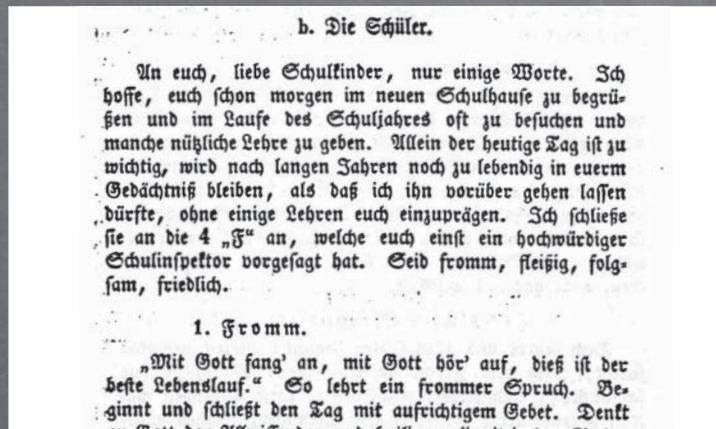 b. Die Schüler.
An euch, liebe Schulkinder, nur einige Worte. Ich
hoffe, euch schon morgen im neuen Schulhause zu begrü-
ßen und im Laufe des Schuljahres oft zu besuchen und
manche nützliche Lehre zu geben. Allein der heutige Tag ist zu
wichtig, wird nach langen Jahren noch zu lebendig in euerm
Gedächtniß bleiben, als daß ich ihn vorüber gehen lassen
dürfte, ohne einige Lehren euch einzuprägen. Ich schließe
sie an die 4 „F“ an, welche euch einst ein hochwürdiger
Schulinspektor vorgesagt hat. Seid fromm, fleißig, folg-
sam, friedlich.
1. Fromm.
„Mit Gott fang' an, mit Gott hör' auf, dieß ist der
beste Lebenslauf.“ So lehrt ein frommer Spruch. Be-
ginnt und schließt den Tag mit aufrichtigem Gebet. Denkt